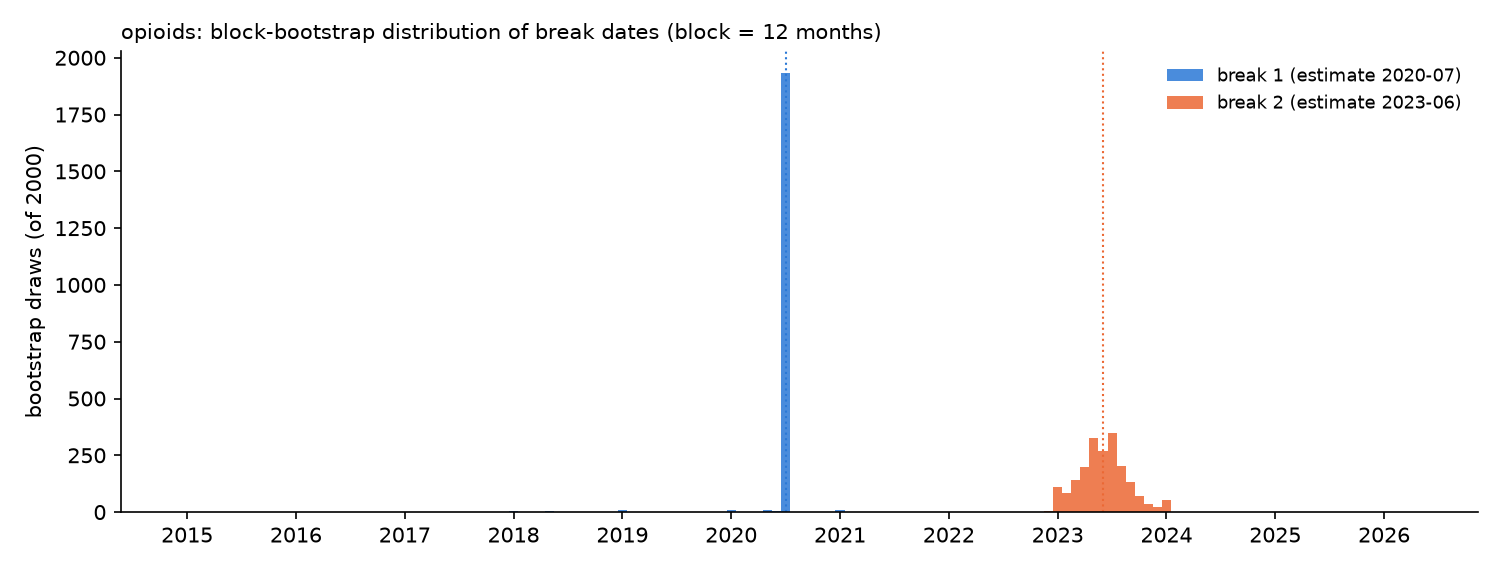 opioids: block-bootstrap distribution of break dates (block = 12 months)
break 1 (estimate 2020-07)
break 2 (estimate 2023-06)
bootstrap draws (of 2000)
2000
1750
1500
1250
1000
750
500
250
0
2015 2016 2017 2018 2019 2020 2021 2022 2023 2024 2025 2026